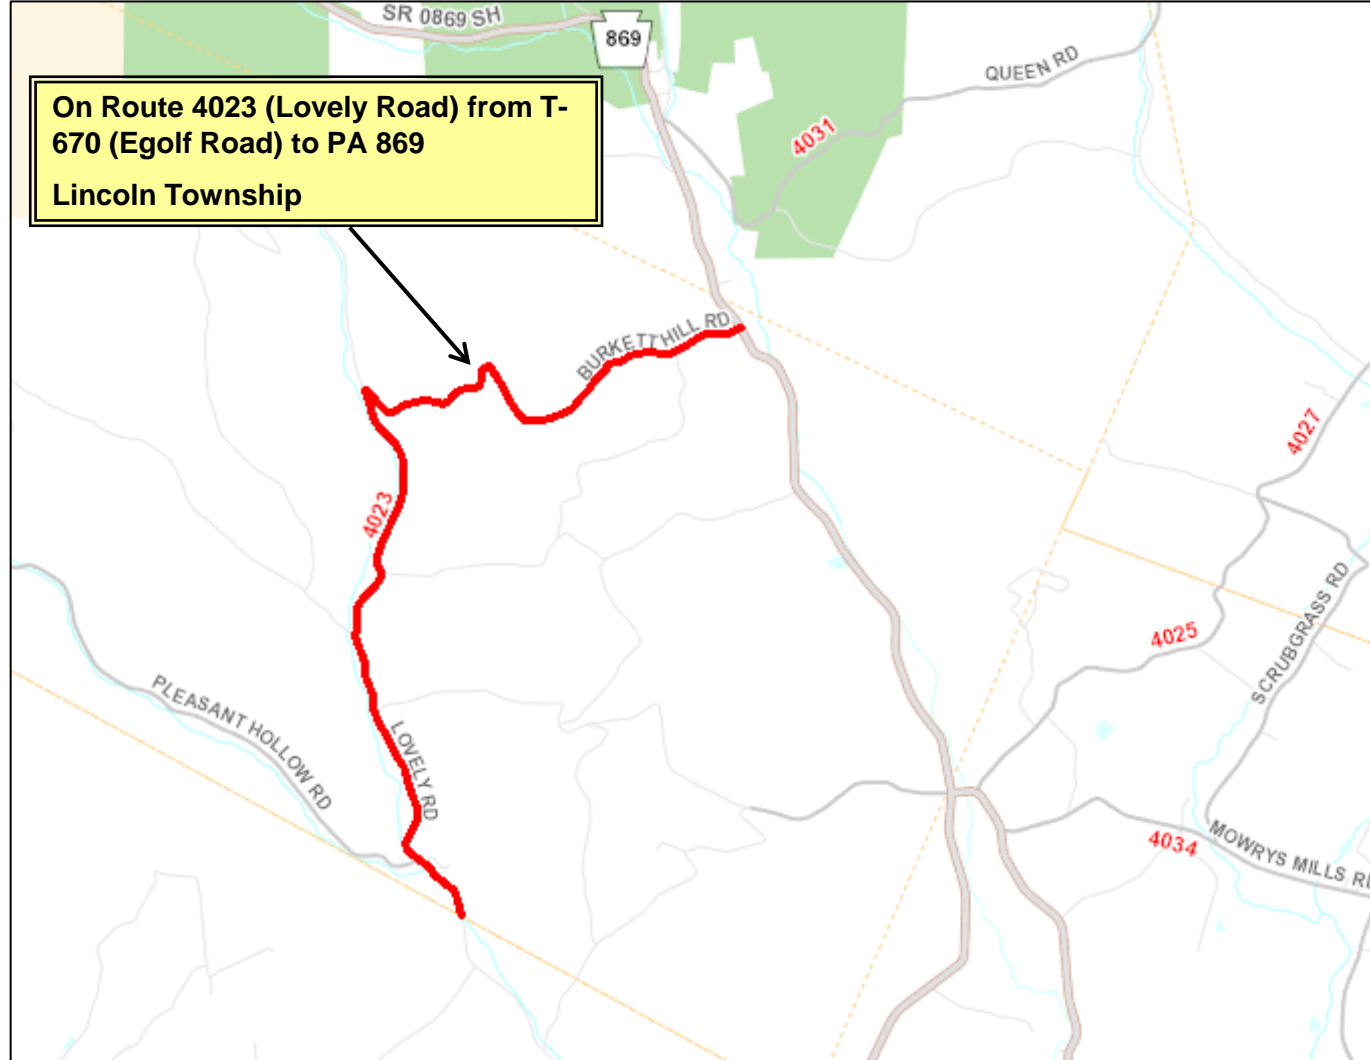 SR 0869 SH
869
QUEEN RD
On Route 4023 (Lovely Road) from T-
670 (Egolf Road) to PA 869
Lincoln Township
4031
BURKETT HILL RD
4027
4023
4025
SCRUBGRASS RD
PLEASANT HOLLOW RD
LOVELY RD
4034
MOWRYS MILLS RD